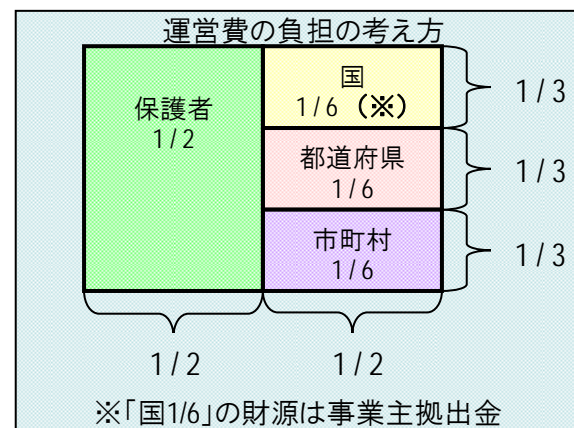 運営費の負担の考え方
保護者
1/2
国
1/6（※）
都道府県
1/6
市町村
1/6
1/3
1/3
1/3
1/2
1/2
※「国1/6」の財源は事業主拠出金